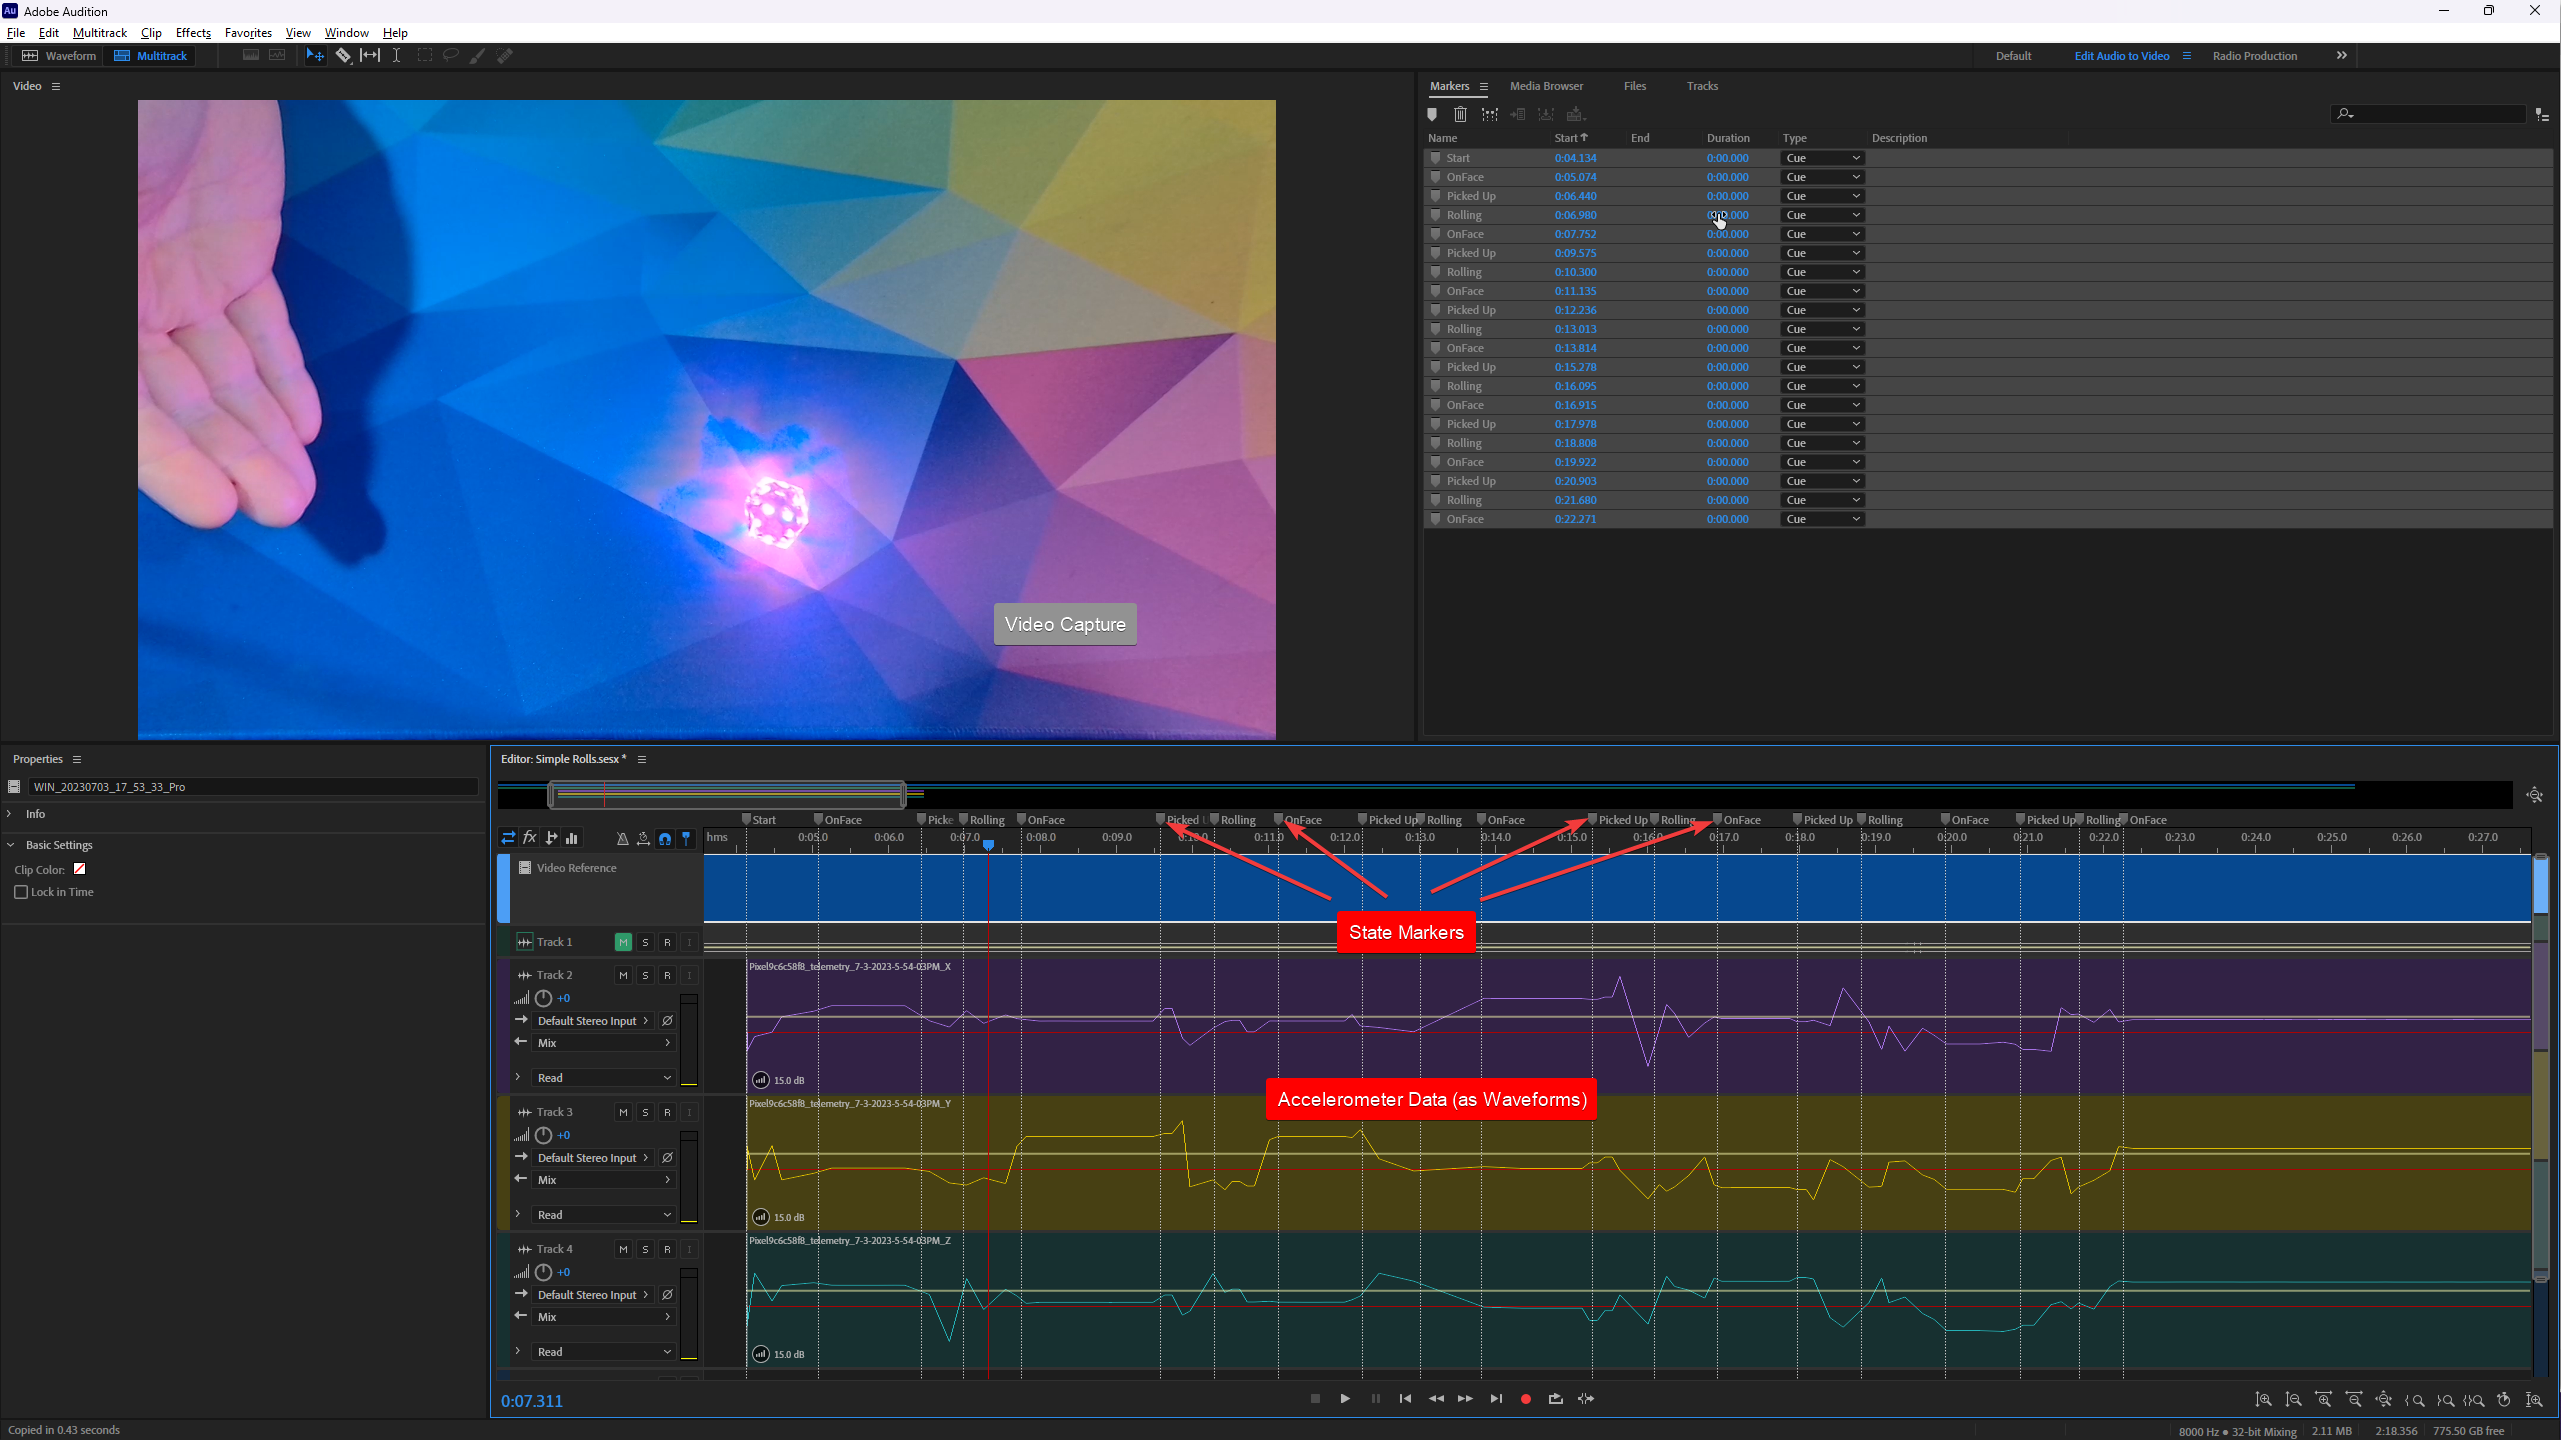 Au Adobe Audition
File Edit Multitrack Clip Effects Favorites View Window Help
Waveform Multitrack Default Edit Audio to Video Radio Production
Video
Markers Media Browser Files Tracks
Name Start End Duration Type Description
Start 0:04.134 0:00.000 Cue
OnFace 0:05.074 0:00.000 Cue
Picked Up 0:06.440 0:00.000 Cue
Rolling 0:06.980 Cue
OnFace 0:07.752 0:00.000 Cue
Picked Up 0:09.575 0:00.000 Cue
Rolling 0:10.300 0:00.000 Cue
OnFace 0:11.135 0:00.000 Cue
Picked Up 0:12.236 0:00.000 Cue
Rolling 0:13.013 0:00.000 Cue
OnFace 0:13.814 0:00.000 Cue
Picked Up 0:15.278 0:00.000 Cue
Rolling 0:16.095 0:00.000 Cue
OnFace 0:16.915 0:00.000 Cue
Picked Up 0:17.978 0:00.000 Cue
Rolling 0:18.808 0:00.000 Cue
OnFace 0:19.922 0:00.000 Cue
Picked Up 0:20.903 0:00.000 Cue
Rolling 0:21.680 0:00.000 Cue
OnFace 0:22.271 0:00.000 Cue
Video Capture
Properties
WIN_20230703_17_53_33_Pro
Info
Basic Settings
Clip Color:
Lock in Time
Editor: Simple Rolls.sesx *
Start OnFace Picke Rolling OnFace Picked Rolling OnFace Picked Up Rolling OnFace Picked Up Rolling OnFace Picked Up Rolling OnFace Picked Up Rolling OnFace
hms 0:05.0 0:06.0 0:07.0 0:08.0 0:09.0 0:10.0 0:11.0 0:12.0 0:13.0 0:14.0 0:15.0 0:16.0 0:17.0 0:18.0 0:19.0 0:20.0 0:21.0 0:22.0 0:23.0 0:24.0 0:25.0 0:26.0 0:27.0
fx
Video Reference
State Markers
Track 1 M S R I
Track 2 M S R I
Pixel9c6c58f8_telemetry_7-3-2023-5-54-03PM_X
+0
Default Stereo Input
Mix
Read
15.0 dB
Accelerometer Data (as Waveforms)
Track 3 M S R I
Pixel9c6c58f8_telemetry_7-3-2023-5-54-03PM_Y
+0
Default Stereo Input
Mix
Read
15.0 dB
Track 4 M S R I
Pixel9c6c58f8_telemetry_7-3-2023-5-54-03PM_Z
+0
Default Stereo Input
Mix
Read
15.0 dB
0:07.311
Copied in 0.43 seconds
8000 Hz ● 32-bit Mixing 2.11 MB 2:18.356 775.50 GB free